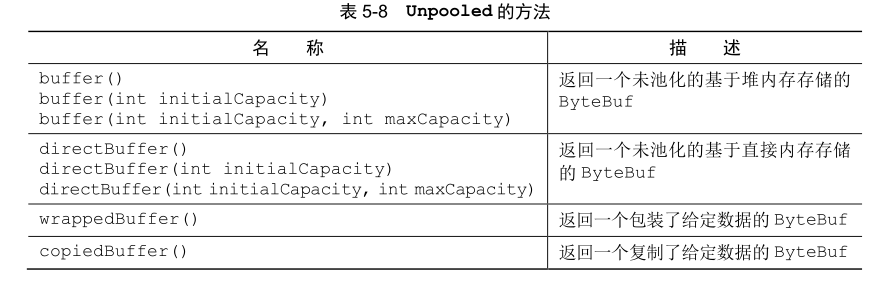 表 5-8 Unpooled 的方法
名 称 描 述
buffer() 返回一个未池化的基于堆内存存储的
buffer(int initialCapacity) ByteBuf
buffer(int initialCapacity, int maxCapacity)
directBuffer() 返回一个未池化的基于直接内存存储
directBuffer(int initialCapacity) 的 ByteBuf
directBuffer(int initialCapacity, int maxCapacity)
wrappedBuffer() 返回一个包装了给定数据的 ByteBuf
copiedBuffer() 返回一个复制了给定数据的 ByteBuf